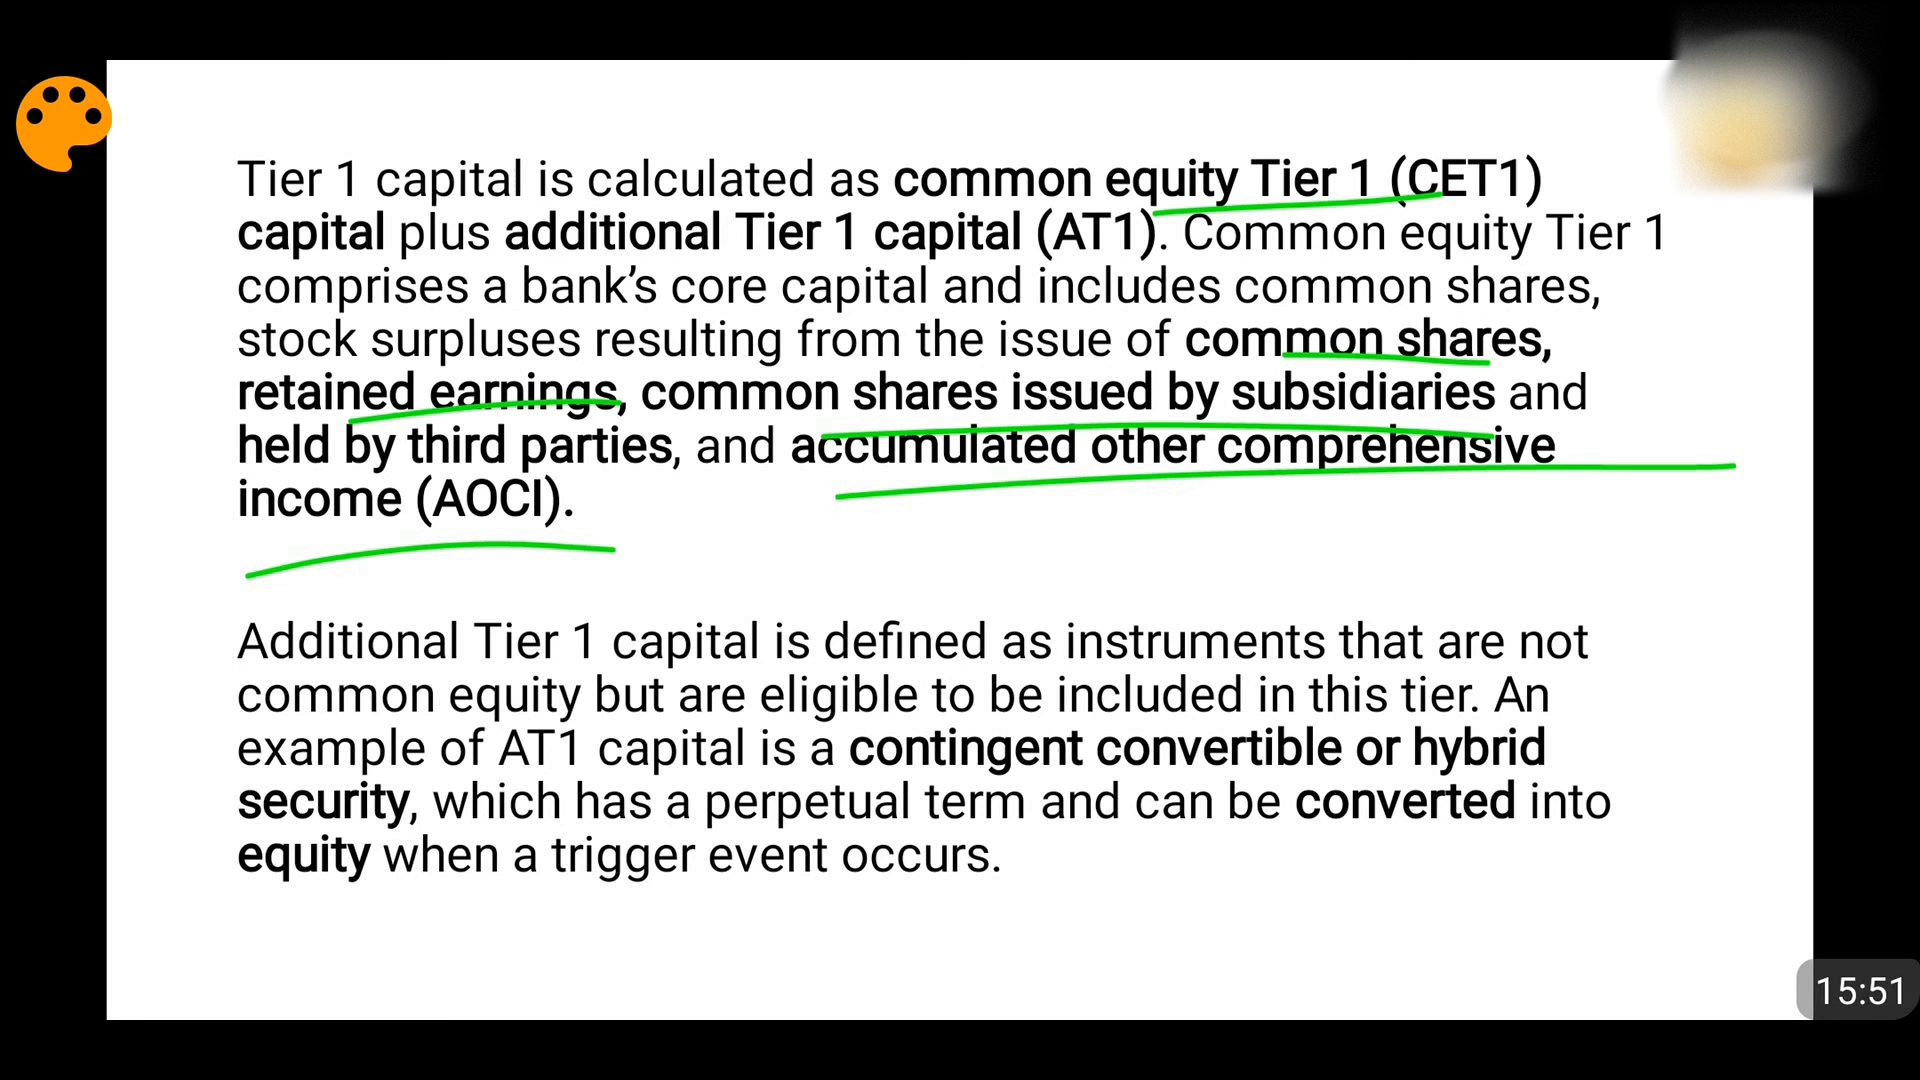 Tier 1 capital is calculated as common equity Tier 1 (CET1)
capital plus additional Tier 1 capital (AT1). Common equity Tier 1
comprises a bank’s core capital and includes common shares,
stock surpluses resulting from the issue of common shares,
retained earnings, common shares issued by subsidiaries and
held by third parties, and accumulated other comprehensive
income (AOCI).
Additional Tier 1 capital is defined as instruments that are not
common equity but are eligible to be included in this tier. An
example of AT1 capital is a contingent convertible or hybrid
security, which has a perpetual term and can be converted into
equity when a trigger event occurs.
15:51